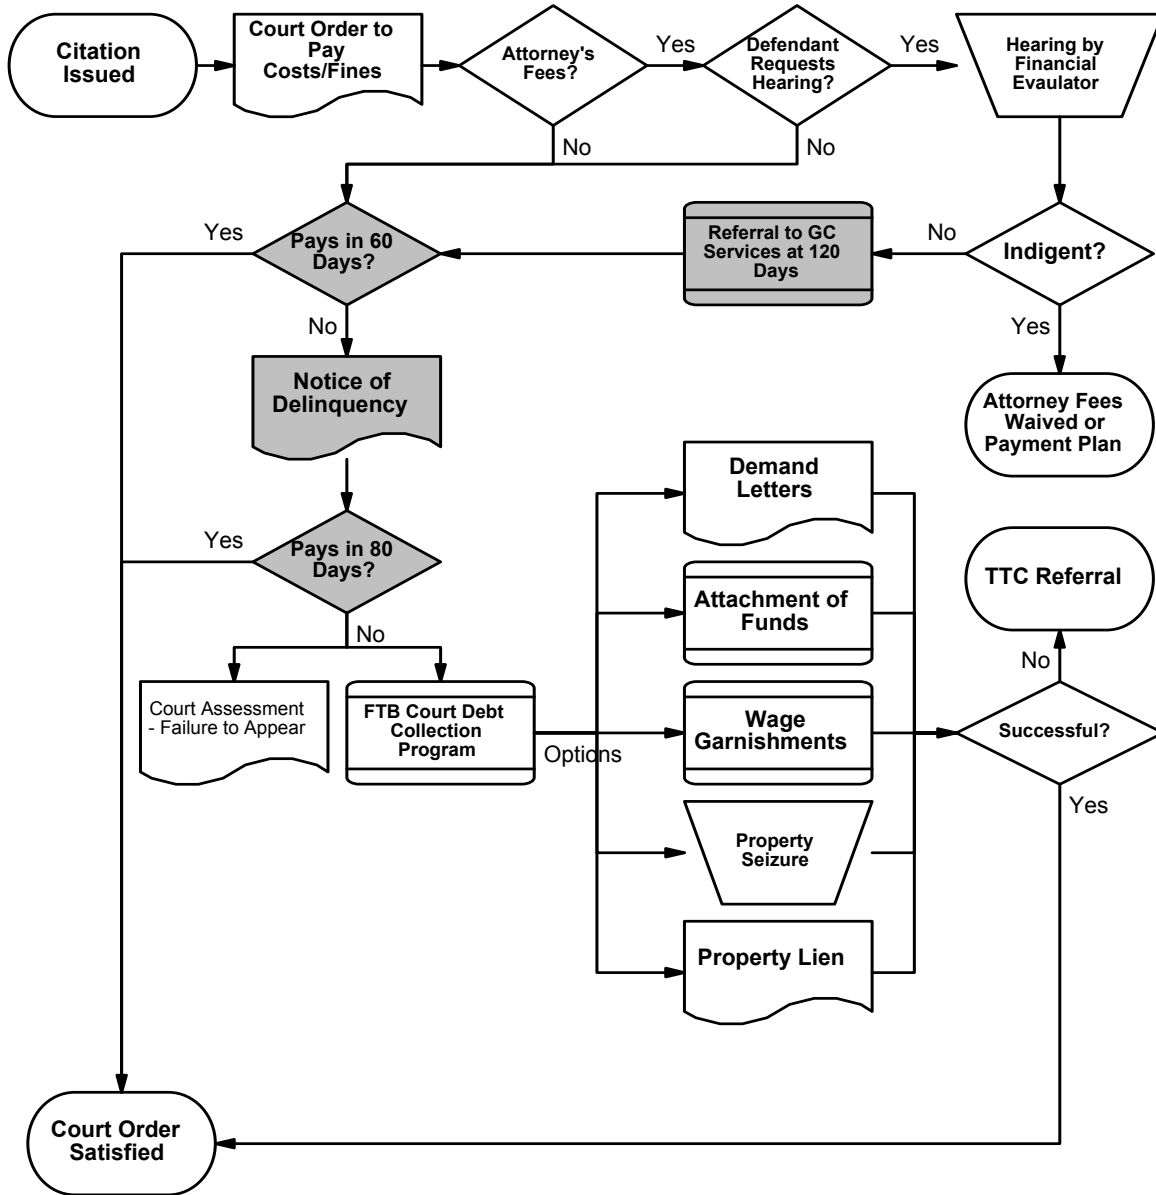 Citation
Issued
Court Order to
Pay
Costs/Fines
Attorney's
Fees?
Yes
Defendant
Requests
Hearing?
Yes
Hearing by
Financial
Evaulator
No
No
Yes
Pays in 60
Days?
Referral to GC
Services at 120
Days
No
Indigent?
No
Yes
Notice of
Delinquency
Attorney Fees
Waived or
Payment Plan
Demand
Letters
Yes
Pays in 80
Days?
TTC Referral
Attachment of
Funds
No
No
Court Assessment
- Failure to Appear
FTB Court Debt
Collection
Program
Options
Wage
Garnishments
Successful?
Yes
Property
Seizure
Property Lien
Court Order
Satisfied